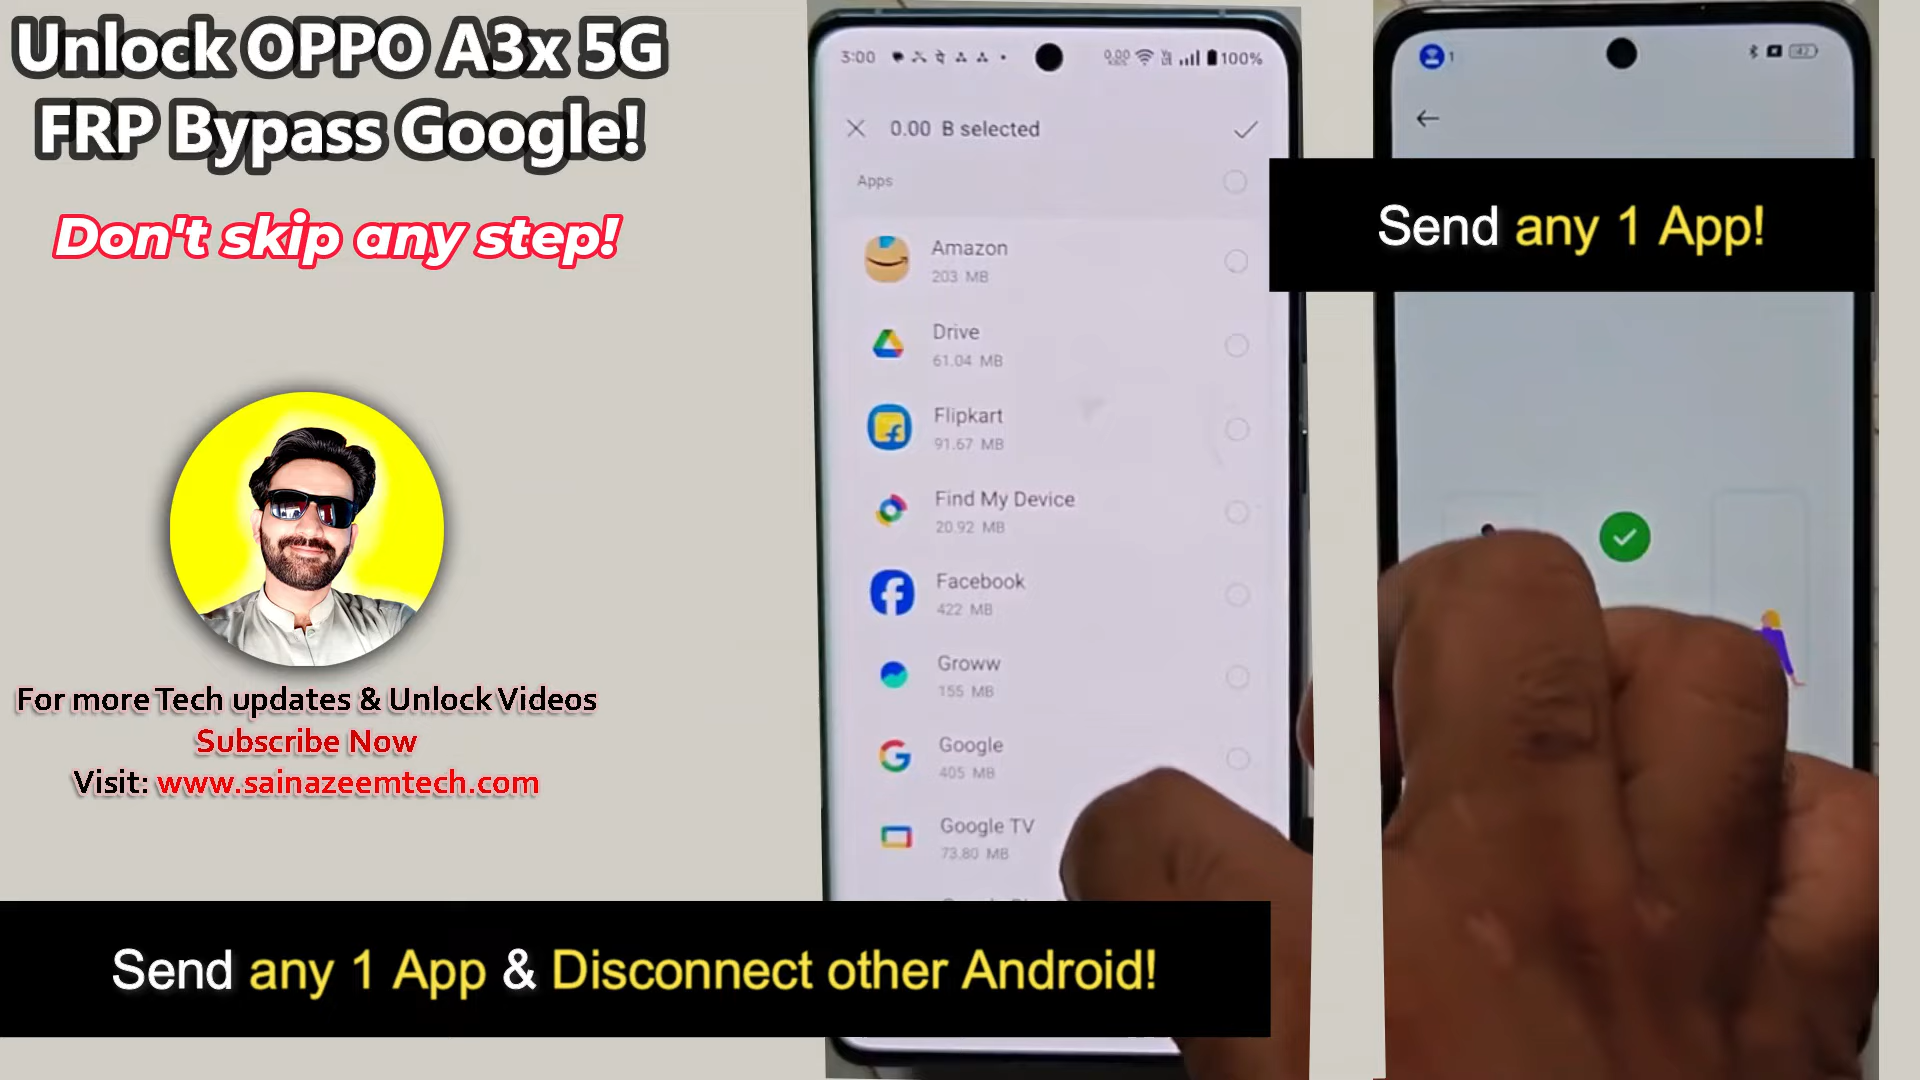 Unlock OPPO A3x 5G
FRP Bypass Google!
Don't skip any step!
For more Tech updates & Unlock Videos
Subscribe Now
Visit: www.sainazeemtech.com
3:00
100%
0.00 B selected
Apps
Amazon
203 MB
Drive
61.04 MB
Flipkart
91.67 MB
Find My Device
20.92 MB
Facebook
422 MB
Groww
155 MB
Google
405 MB
Google TV
73.80 MB
Send any 1 App & Disconnect other Android!
1
42
Send any 1 App!